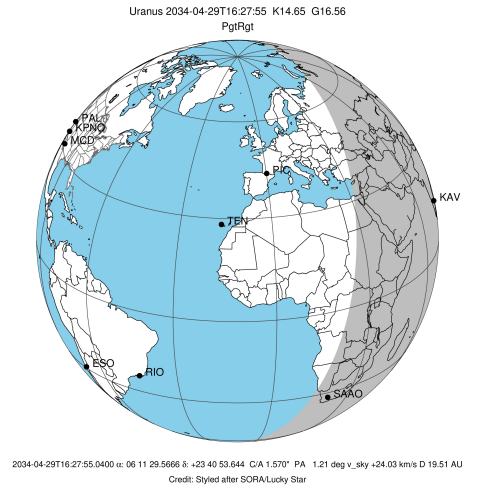 Uranus 2034-04-29T16:27:55 K14.65 G16.56
PgtRgt
PAL
KPNO
MCD
PIC
KAV
TEN
ESO
RIO
SAAO
2034-04-29T16:27:55.0400 α: 06 11 29.5666 δ: +23 40 53.644 C/A 1.570" PA 1.21 deg v_sky +24.03 km/s D 19.51 AU
Credit: Styled after SORA/Lucky Star